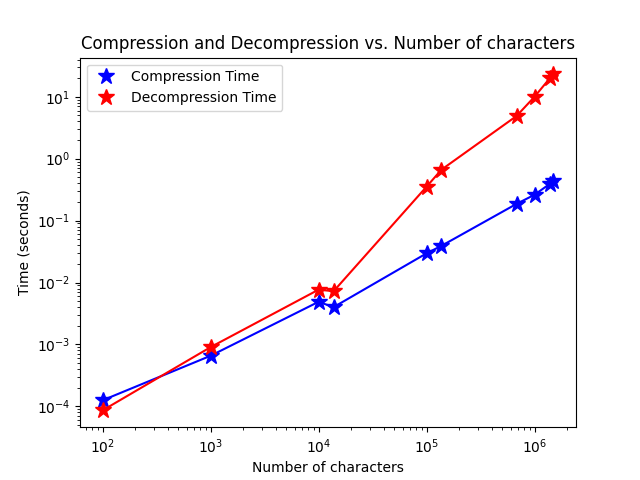 Compression and Decompression vs. Number of characters
Compression Time
Decompression Time
Time (seconds)
10¹
10⁰
10⁻¹
10⁻²
10⁻³
10⁻⁴
10² 10³ 10⁴ 10⁵ 10⁶
Number of characters